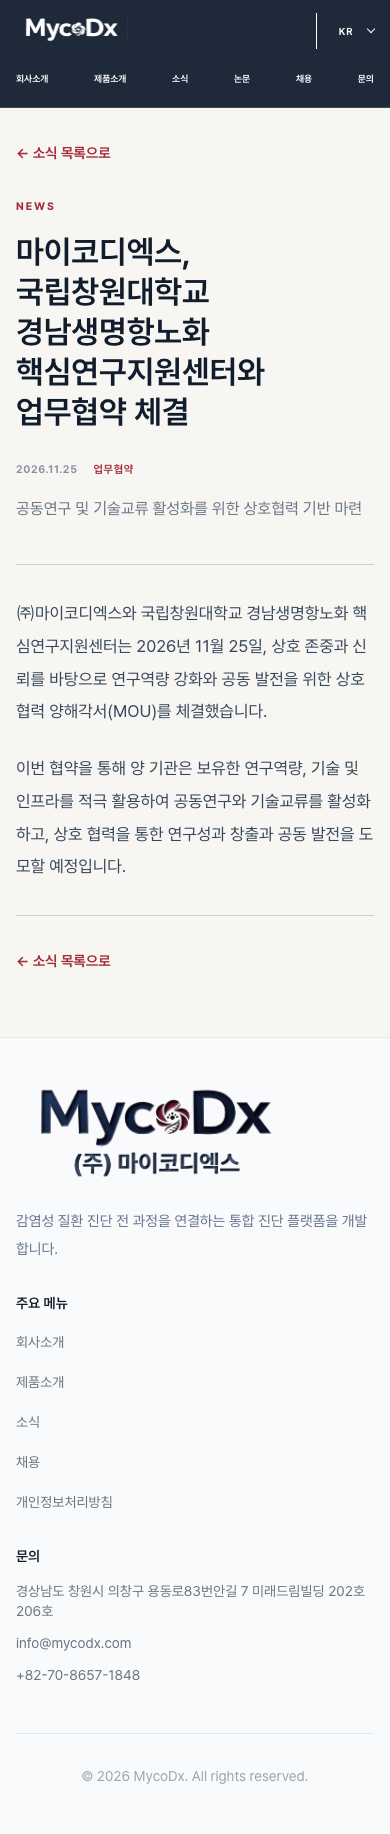 MycoDx
KR
회사소개 제품소개 소식 논문 채용 문의
← 소식 목록으로
NEWS
마이코디엑스,
국립창원대학교
경남생명항노화
핵심연구지원센터와
업무협약 체결
2026.11.25 업무협약
공동연구 및 기술교류 활성화를 위한 상호협력 기반 마련
㈜마이코디엑스와 국립창원대학교 경남생명항노화 핵
심연구지원센터는 2026년 11월 25일, 상호 존중과 신
뢰를 바탕으로 연구역량 강화와 공동 발전을 위한 상호
협력 양해각서(MOU)를 체결했습니다.
이번 협약을 통해 양 기관은 보유한 연구역량, 기술 및
인프라를 적극 활용하여 공동연구와 기술교류를 활성화
하고, 상호 협력을 통한 연구성과 창출과 공동 발전을 도
모할 예정입니다.
← 소식 목록으로
MycoDx
(주) 마이코디엑스
감염성 질환 진단 전 과정을 연결하는 통합 진단 플랫폼을 개발
합니다.
주요 메뉴
회사소개
제품소개
소식
채용
개인정보처리방침
문의
경상남도 창원시 의창구 용동로83번안길 7 미래드림빌딩 202호
206호
info@mycodx.com
+82-70-8657-1848
© 2026 MycoDx. All rights reserved.